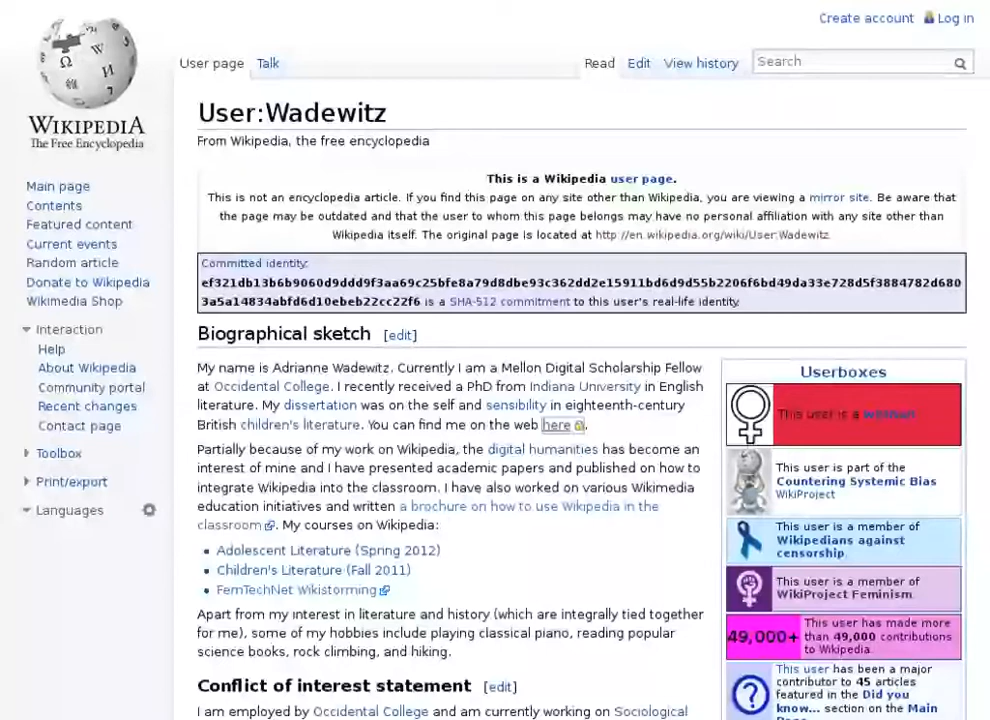 Create account Log in
User page Talk Read Edit View history Search
WIKIPEDIA
The Free Encyclopedia
Main page
Contents
Featured content
Current events
Random article
Donate to Wikipedia
Wikimedia Shop
Interaction
Help
About Wikipedia
Community portal
Recent changes
Contact page
Toolbox
Print/export
Languages
User:Wadewitz
From Wikipedia, the free encyclopedia
This is a Wikipedia user page.
This is not an encyclopedia article. If you find this page on any site other than Wikipedia, you are viewing a mirror site. Be aware that
the page may be outdated and that the user to whom this page belongs may have no personal affiliation with any site other than
Wikipedia itself. The original page is located at http://en.wikipedia.org/wiki/User:Wadewitz.
Committed identity:
ef321db13b6b9060d9ddd9f3aa69c25bfe8a79d8dbe93c362dd2e15911bd6d9d55b2206f6bd49da33e728d5f3884782d680
3a5a14834abfd6d10ebeb22cc22f6 is a SHA-512 commitment to this user's real-life identity.
Biographical sketch [edit]
My name is Adrianne Wadewitz. Currently I am a Mellon Digital Scholarship Fellow
at Occidental College. I recently received a PhD from Indiana University in English
literature. My dissertation was on the self and sensibility in eighteenth-century
British children's literature. You can find me on the web here.
Partially because of my work on Wikipedia, the digital humanities has become an
interest of mine and I have presented academic papers and published on how to
integrate Wikipedia into the classroom. I have also worked on various Wikimedia
education initiatives and written a brochure on how to use Wikipedia in the
classroom. My courses on Wikipedia:
Adolescent Literature (Spring 2012)
Children's Literature (Fall 2011)
FemTechNet Wikistorming
Apart from my interest in literature and history (which are integrally tied together
for me), some of my hobbies include playing classical piano, reading popular
science books, rock climbing, and hiking.
Conflict of interest statement [edit]
I am employed by Occidental College and am currently working on Sociological
Userboxes
This user is a woman.
This user is part of the
Countering Systemic Bias
WikiProject
This user is a member of
Wikipedians against
censorship.
This user is a member of
WikiProject Feminism.
49,000+
This user has made more
than 49,000 contributions
to Wikipedia.
This user has been a major
contributor to 45 articles
featured in the Did you
know... section on the Main